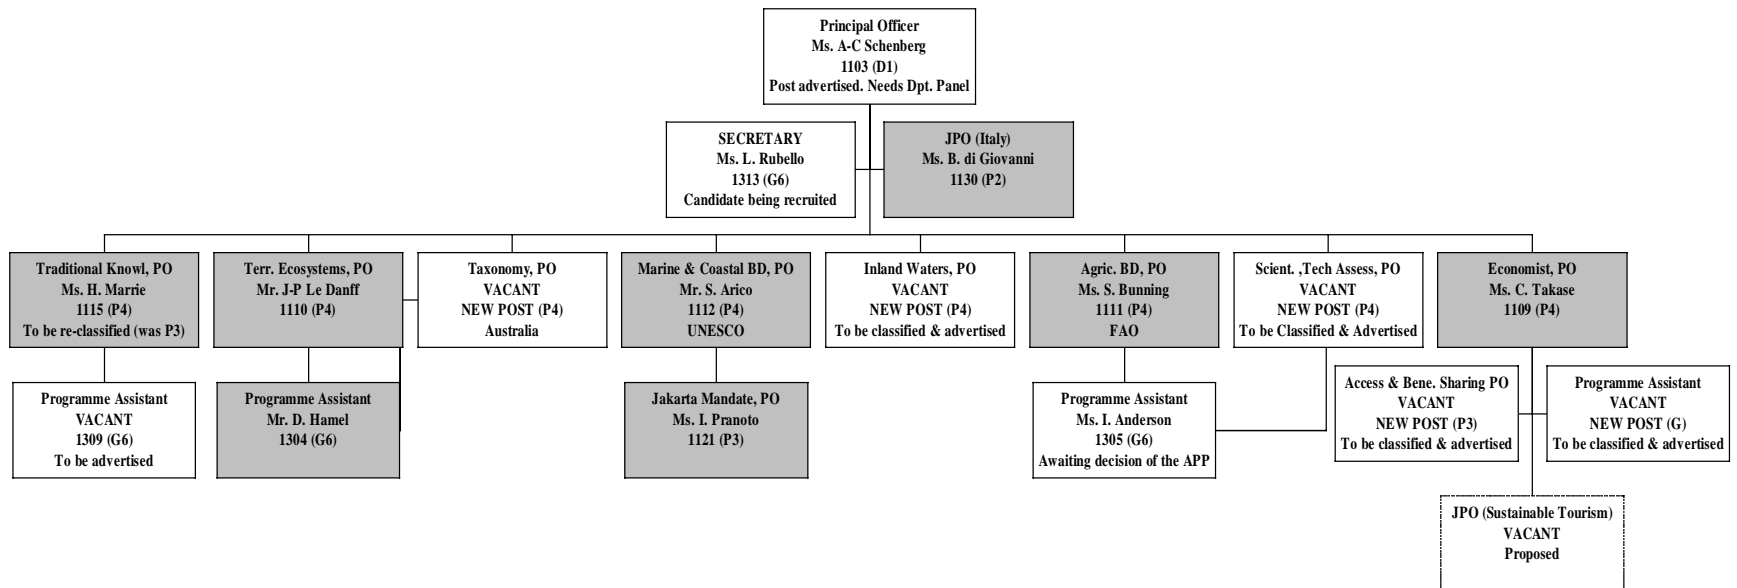 Principal Officer
Ms. A-C Schenberg
1103 (D1)
Post advertised. Needs Dpt. Panel
SECRETARY
Ms. L. Rubello
1313 (G6)
Candidate being recruited
JPO (Italy)
Ms. B. di Giovanni
1130 (P2)
Traditional Knowl, PO
Ms. H. Marrie
1115 (P4)
To be re-classified (was P3)
Terr. Ecosystems, PO
Mr. J-P Le Danff
1110 (P4)
Taxonomy, PO
VACANT
NEW POST (P4)
Australia
Marine & Coastal BD, PO
Mr. S. Arico
1112 (P4)
UNESCO
Inland Waters, PO
VACANT
NEW POST (P4)
To be classified & advertised
Agric. BD, PO
Ms. S. Bunning
1111 (P4)
FAO
Scient. ,Tech Assess, PO
VACANT
NEW POST (P4)
To be Classified & Advertised
Economist, PO
Ms. C. Takase
1109 (P4)
Programme Assistant
VACANT
1309 (G6)
To be advertised
Programme Assistant
Mr. D. Hamel
1304 (G6)
Jakarta Mandate, PO
Ms. I. Pranoto
1121 (P3)
Programme Assistant
Ms. I. Anderson
1305 (G6)
Awaiting decision of the APP
Access & Bene. Sharing PO
VACANT
NEW POST (P3)
To be classified & advertised
Programme Assistant
VACANT
NEW POST (G)
To be classified & advertised
JPO (Sustainable Tourism)
VACANT
Proposed